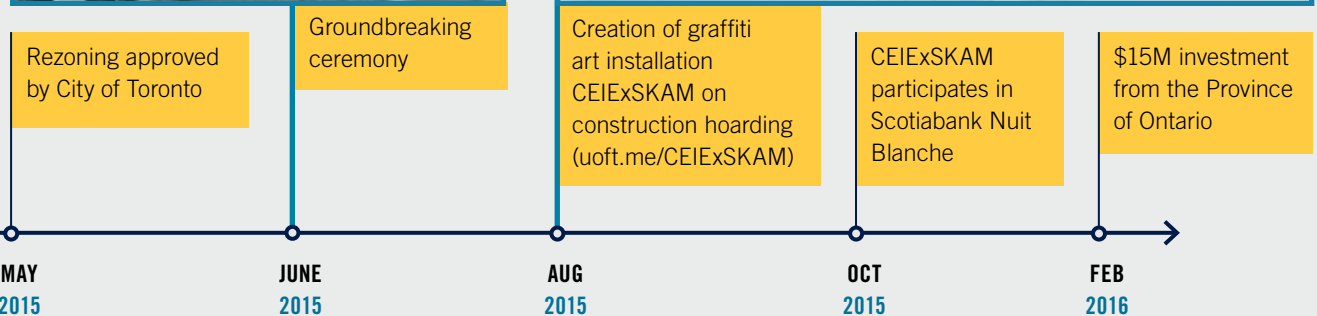 Rezoning approved
by City of Toronto
Groundbreaking
ceremony
Creation of graffiti
art installation
CEIExSKAM on
construction hoarding
(uoft.me/CEIExSKAM)
CEIExSKAM
participates in
Scotiabank Nuit
Blanche
$15M investment
from the Province
of Ontario
MAY
2015
JUNE
2015
AUG
2015
OCT
2015
FEB
2016